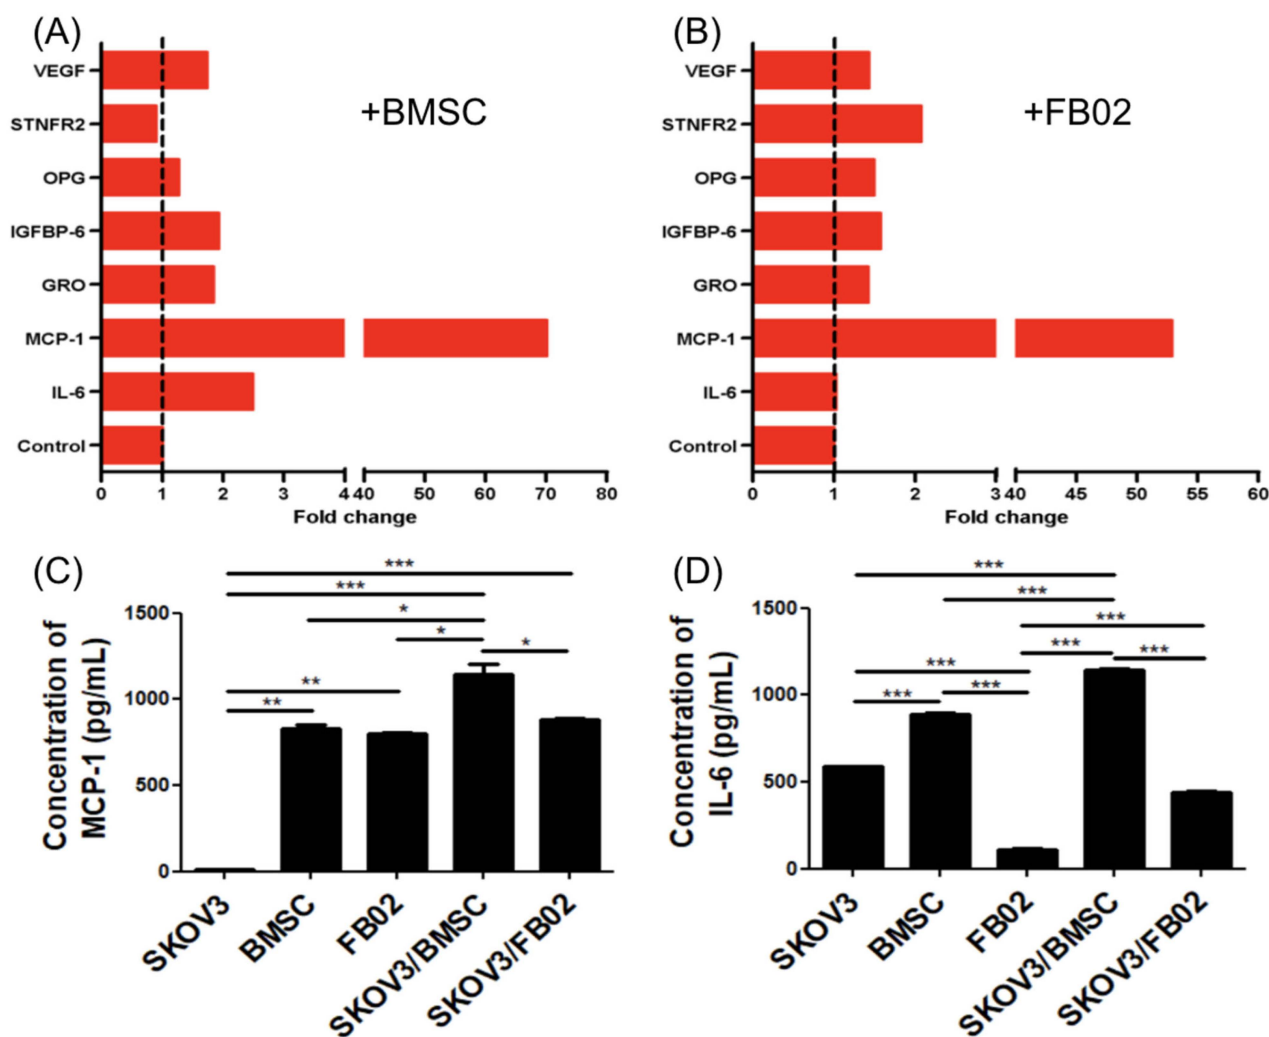 (A)
+BMSC
VEGF
STNFR2
OPG
IGFBP-6
GRO
MCP-1
IL-6
Control
0 1 2 3 4 40 50 60 70 80
Fold change
(B)
+FB02
VEGF
STNFR2
OPG
IGFBP-6
GRO
MCP-1
IL-6
Control
0 1 2 3 40 45 50 55 60
Fold change
(C)
Concentration of
MCP-1 (pg/mL)
1500
1000
500
0
***
***
*
*
*
**
**
SKOV3
BMSC
FB02
SKOV3/BMSC
SKOV3/FB02
(D)
Concentration of
IL-6 (pg/mL)
1500
1000
500
0
***
***
***
***
***
***
***
***
SKOV3
BMSC
FB02
SKOV3/BMSC
SKOV3/FB02